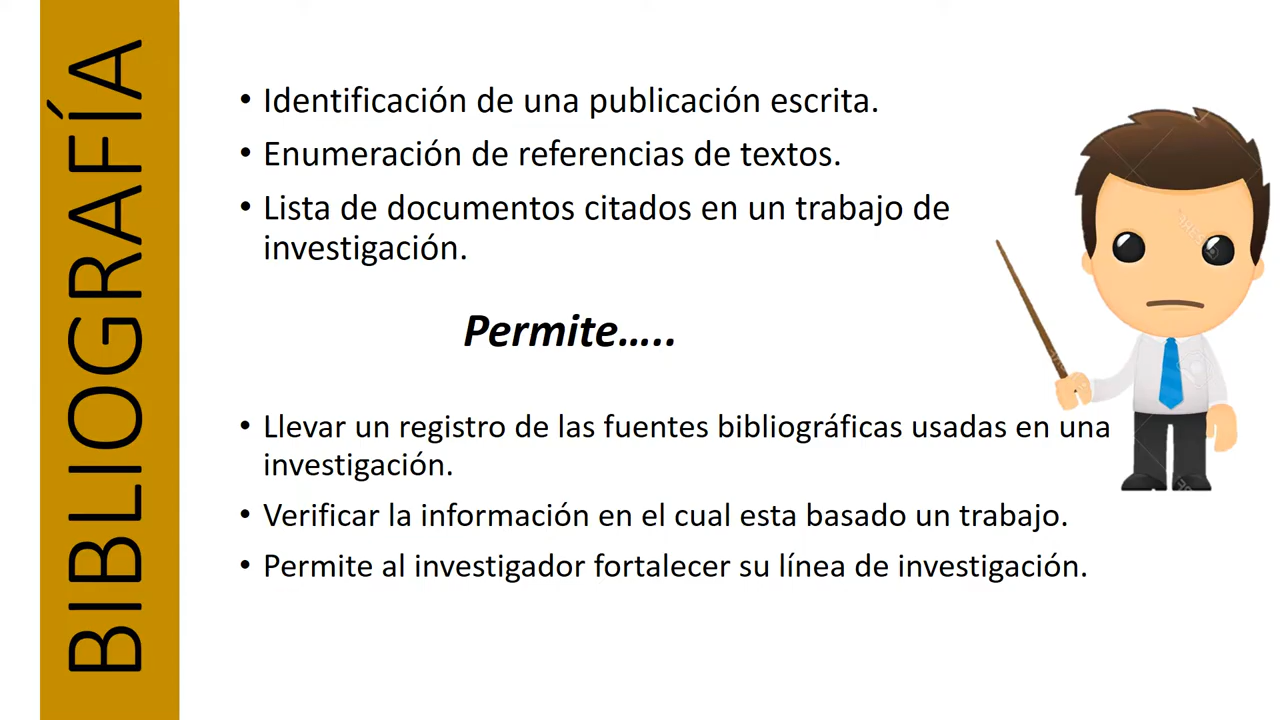 BIBLIOGRAFÍA
• Identificación de una publicación escrita.
• Enumeración de referencias de textos.
• Lista de documentos citados en un trabajo de
investigación.
Permite…..
• Llevar un registro de las fuentes bibliográficas usadas en una
investigación.
• Verificar la información en el cual esta basado un trabajo.
• Permite al investigador fortalecer su línea de investigación.